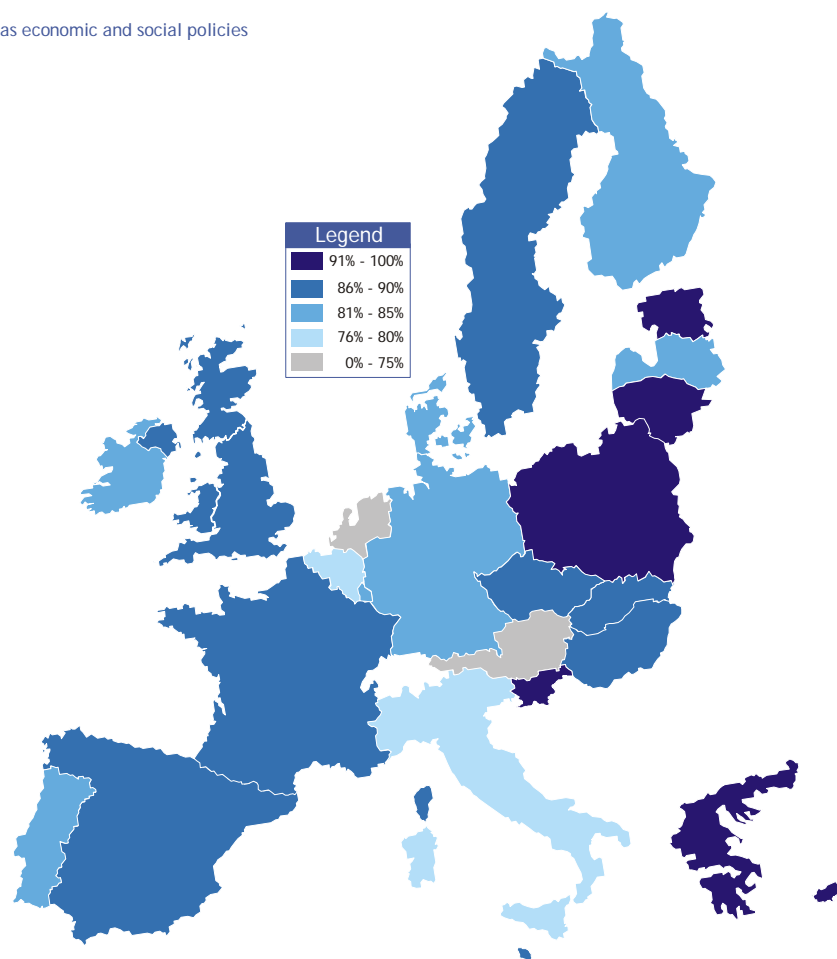 as economic and social policies
Legend
91% - 100%
86% - 90%
81% - 85%
76% - 80%
0% - 75%